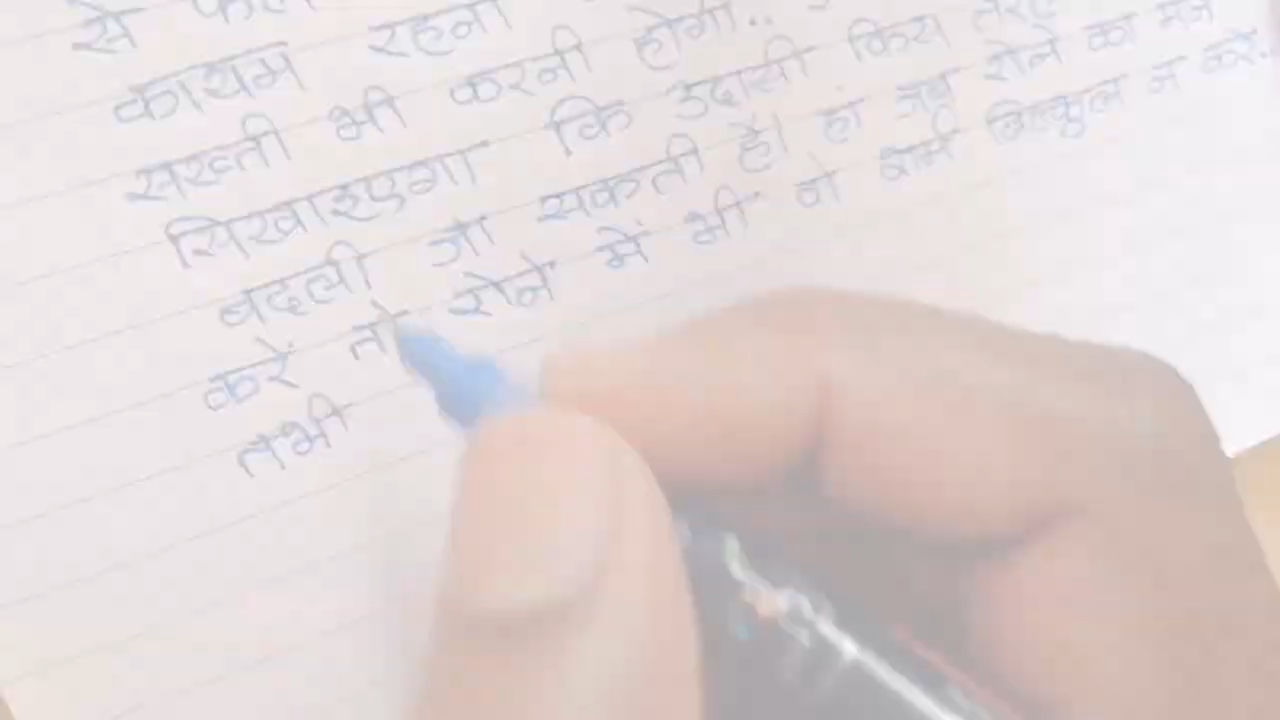 से
कायम रहना
सख्ती भी करनी होगी..
सिखाइएगा कि उदासी किस तरह
बदली जा सकती है। हां जब रोने का मन
करें तो रोने में भी वो शर्म बिल्कुल न करें..
तभी